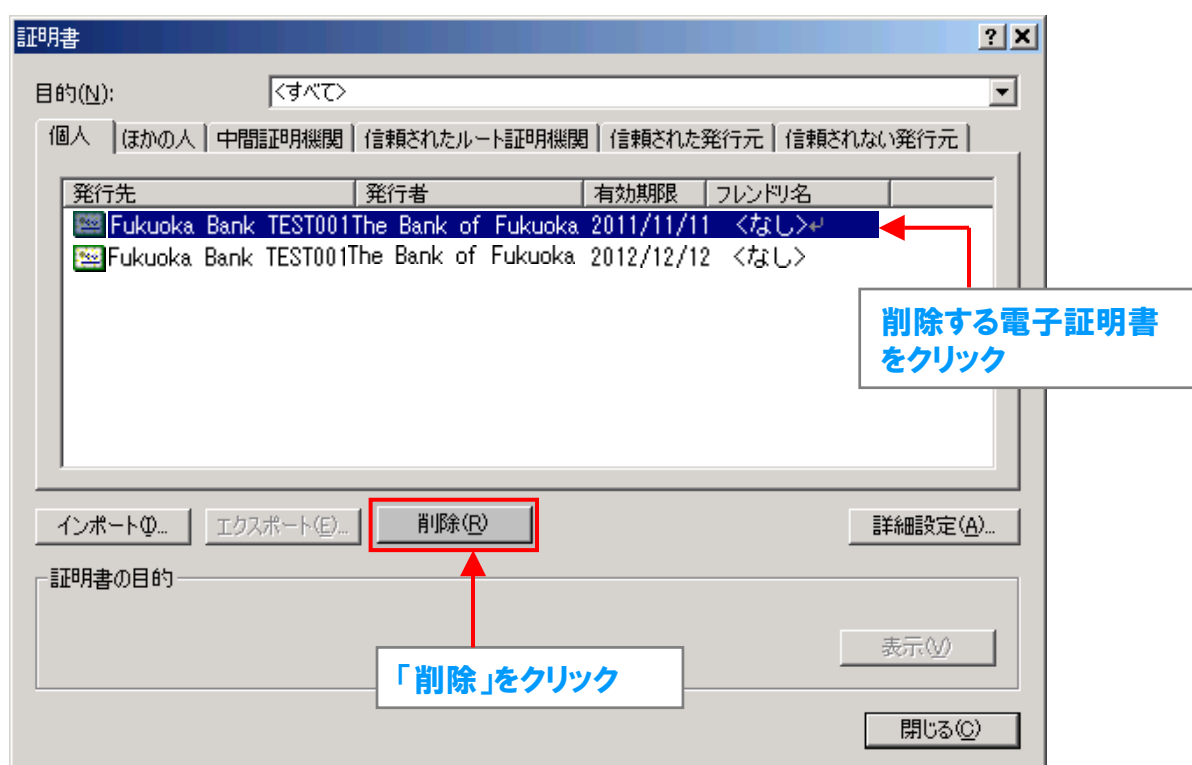 証明書
目的(N): <すべて>
個人 ほかの人 中間証明機関 信頼されたルート証明機関 信頼された発行元 信頼されない発行元
発行先 発行者 有効期限 フレンドリ名
Fukuoka Bank TEST001 The Bank of Fukuoka 2011/11/11 <なし>↵
Fukuoka Bank TEST001 The Bank of Fukuoka 2012/12/12 <なし>
削除する電子証明書
をクリック
インポート(I)... エクスポート(E)... 削除(R) 詳細設定(A)...
証明書の目的
表示(V)
「削除」をクリック
閉じる(C)